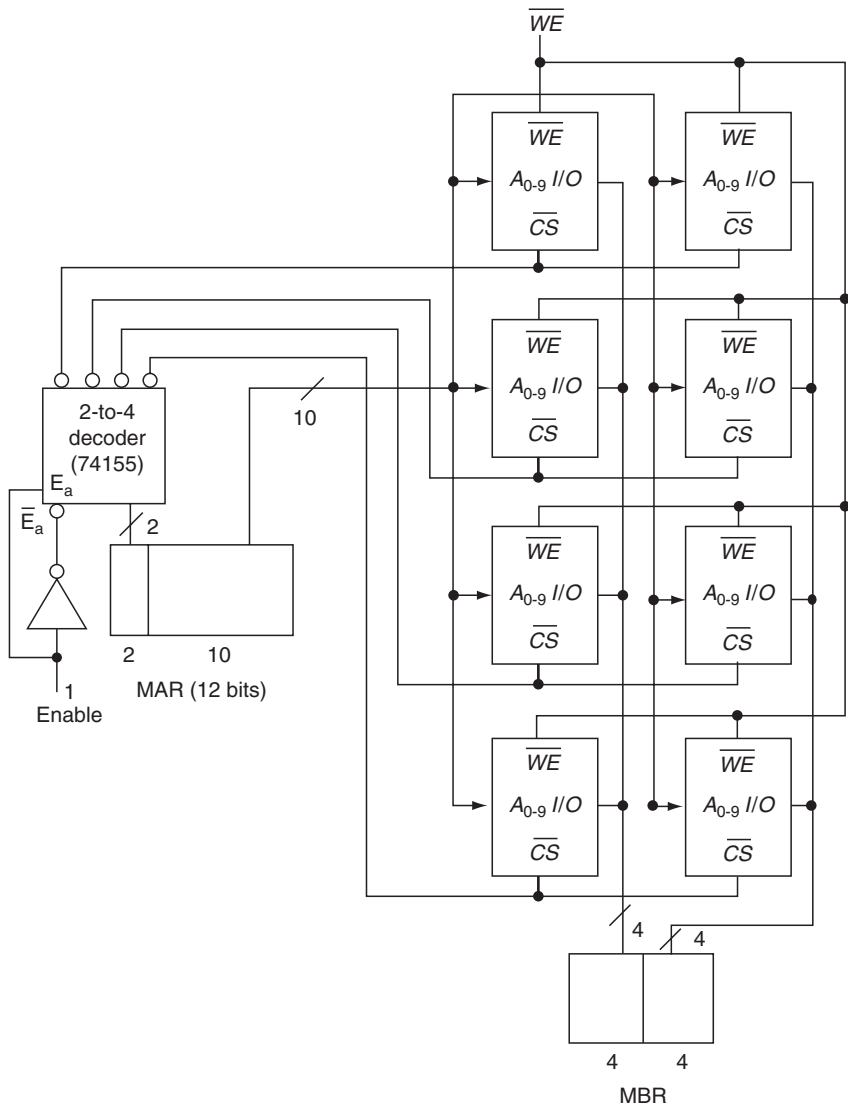 WE
WE
A0-9 I/O
CS
WE
A0-9 I/O
CS
WE
A0-9 I/O
CS
WE
A0-9 I/O
CS
10
2-to-4
decoder
(74155)
Ea
Ea
2
2
10
MAR (12 bits)
1
Enable
WE
A0-9 I/O
CS
WE
A0-9 I/O
CS
WE
A0-9 I/O
CS
WE
A0-9 I/O
CS
4
4
4
4
MBR